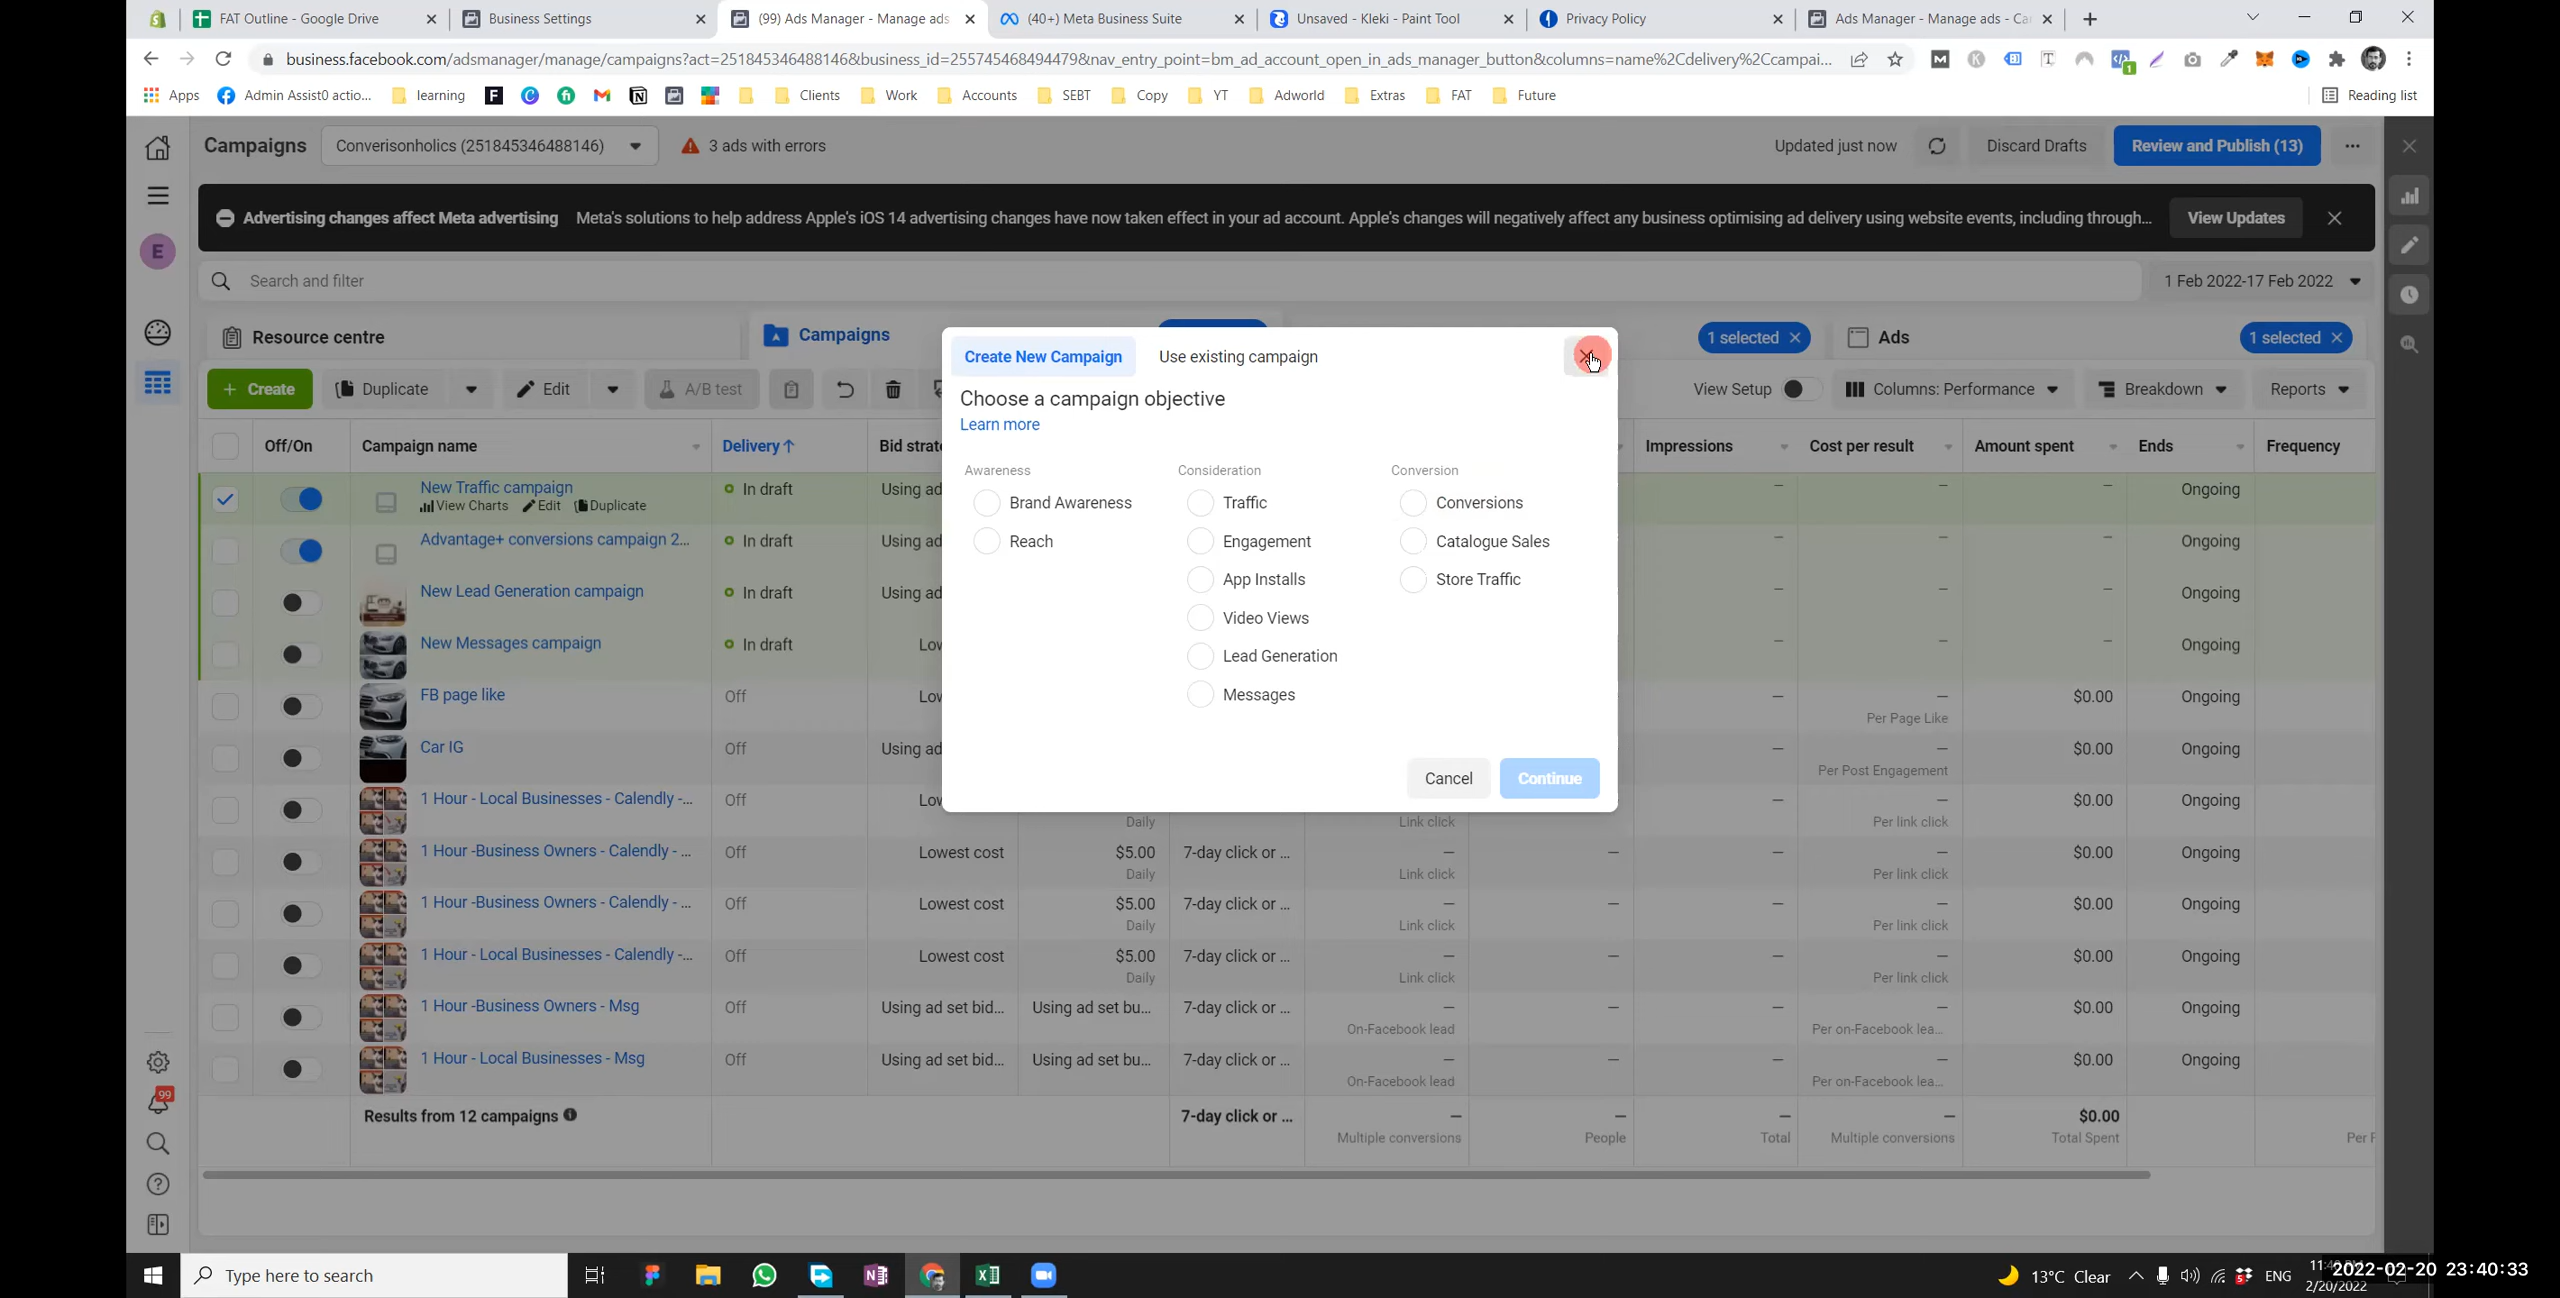 FAT Outline - Google Drive
Business Settings
(99) Ads Manager - Manage ads
(40+) Meta Business Suite
Unsaved - Kleki - Paint Tool
Privacy Policy
Ads Manager - Manage ads - Ca
business.facebook.com/adsmanager/manage/campaigns?act=251845346488146&business_id=255745468494479&nav_entry_point=bm_ad_account_open_in_ads_manager_button&columns=name%2Cdelivery%2Ccampai...
Apps
Admin Assist0 actio...
learning
Clients
Work
Accounts
SEBT
Copy
YT
Adworld
Extras
FAT
Future
Reading list
Campaigns
Converisonholics (251845346488146)
3 ads with errors
Updated just now
Discard Drafts
Review and Publish (13)
Advertising changes affect Meta advertising Meta's solutions to help address Apple's iOS 14 advertising changes have now taken effect in your ad account. Apple's changes will negatively affect any business optimising ad delivery using website events, including through...
View Updates
E
Search and filter
1 Feb 2022-17 Feb 2022
Resource centre
Campaigns
1 selected
Ads
1 selected
Create
Duplicate
Edit
A/B test
View Setup
Columns: Performance
Breakdown
Reports
Create New Campaign
Use existing campaign
Choose a campaign objective
Learn more
Awareness
Brand Awareness
Reach
Consideration
Traffic
Engagement
App Installs
Video Views
Lead Generation
Messages
Conversion
Conversions
Catalogue Sales
Store Traffic
Cancel
Continue
Off/On Campaign name Delivery↑ Bid strate Impressions Cost per result Amount spent Ends Frequency
New Traffic campaign In draft Using ad – – – Ongoing
View Charts Edit Duplicate
Advantage+ conversions campaign 2... In draft Using ad – – – Ongoing
New Lead Generation campaign In draft Using ad – – – Ongoing
New Messages campaign In draft Low – – – Ongoing
FB page like Off Low – – $0.00 Ongoing
Per Page Like
Car IG Off Using ad – – $0.00 Ongoing
Per Post Engagement
1 Hour - Local Businesses - Calendly -... Off Low – – $0.00 Ongoing
Daily Link click Per link click
1 Hour -Business Owners - Calendly - ... Off Lowest cost $5.00 7-day click or ... – – – – $0.00 Ongoing
Daily Link click Per link click
1 Hour -Business Owners - Calendly - ... Off Lowest cost $5.00 7-day click or ... – – – – $0.00 Ongoing
Daily Link click Per link click
1 Hour - Local Businesses - Calendly -... Off Lowest cost $5.00 7-day click or ... – – – – $0.00 Ongoing
Daily Link click Per link click
1 Hour -Business Owners - Msg Off Using ad set bid... Using ad set bu... 7-day click or ... – – – – $0.00 Ongoing
On-Facebook lead Per on-Facebook lea...
1 Hour - Local Businesses - Msg Off Using ad set bid... Using ad set bu... 7-day click or ... – – – – $0.00 Ongoing
On-Facebook lead Per on-Facebook lea...
99
Results from 12 campaigns 7-day click or ... – – – – $0.00
Multiple conversions People Total Multiple conversions Total Spent Per F
Type here to search
13°C Clear
ENG
2/20/2022
2022-02-20 23:40:33